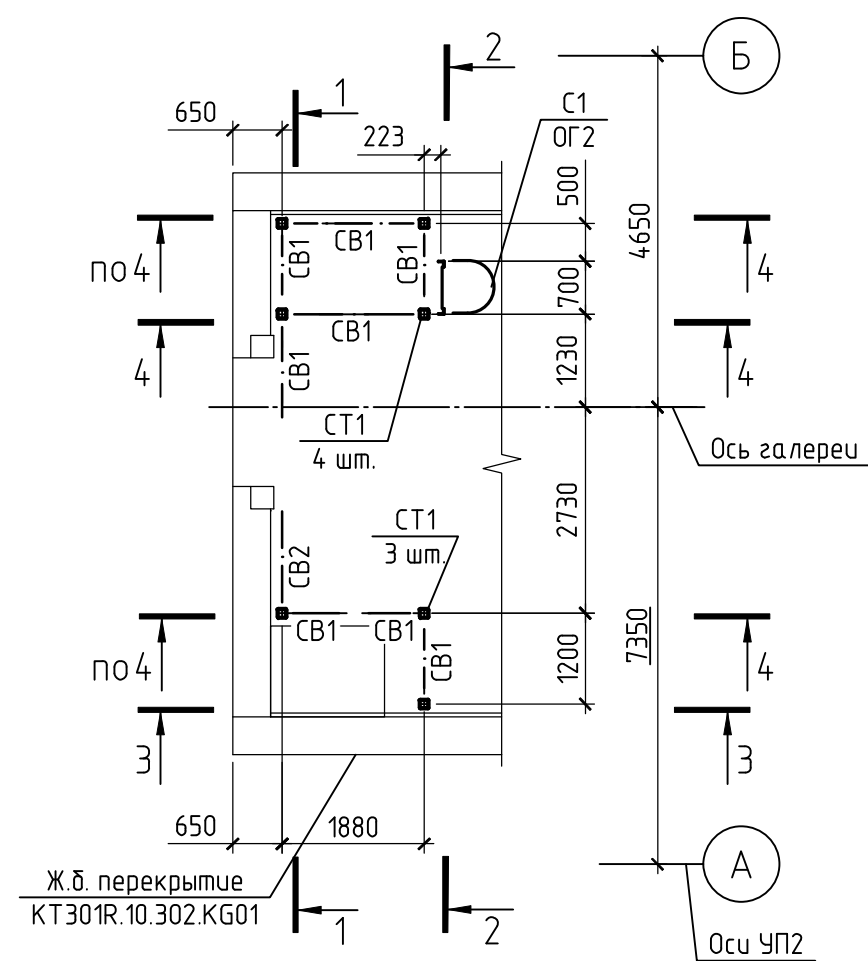 Б
2
1
650
С1
ОГ2
223
500
4650
700
1230
по 4
4
СВ1
СВ1
СВ1
СВ1
СВ1
4
4
СТ1
4 шт.
Ось галереи
2730
СТ1
3 шт.
СВ2
СВ1
СВ1
СВ1
1200
7350
по 4
4
3
3
650
1880
А
Ж.б. перекрытие
KT301R.10.302.KG01
1
2
Оси УП2